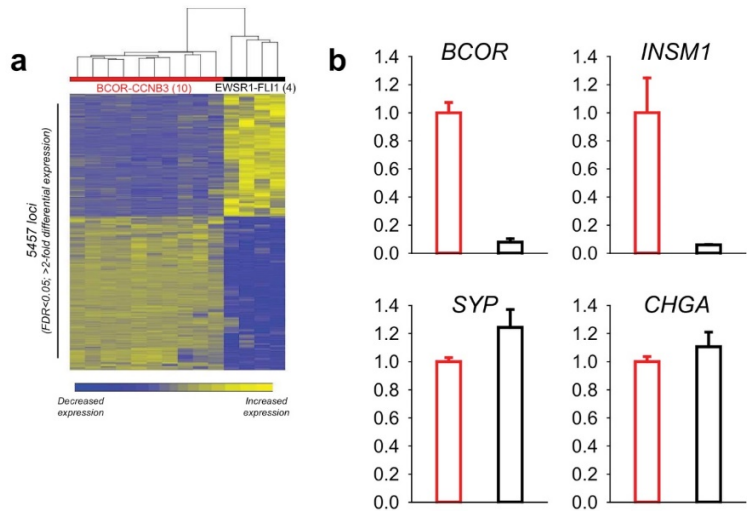 a
BCOR-CCNB3 (10)
EWSR1-FLI1 (4)
5457 loci
(FDR<0.05; >2-fold differential expression)
Decreased
expression
Increased
expression
b
BCOR
1.4
1.2
1.0
0.8
0.6
0.4
0.2
0.0
INSM1
1.4
1.2
1.0
0.8
0.6
0.4
0.2
0.0
SYP
1.4
1.2
1.0
0.8
0.6
0.4
0.2
0.0
CHGA
1.4
1.2
1.0
0.8
0.6
0.4
0.2
0.0